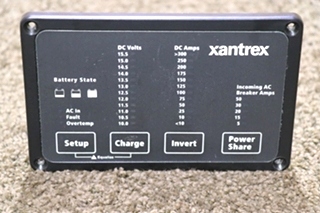 xantrex
DC Volts
15.5
15.0
14.5
14.0
13.5
13.0
12.5
12.0
11.5
11.0
10.5
10.0
DC Amps
>300
250
200
175
150
125
100
75
50
25
10
<10
Battery State
AC In
Fault
Overtemp
Incoming AC
Breaker Amps
50
30
20
15
5
Setup
Charge
Invert
Power
Share
Equalize